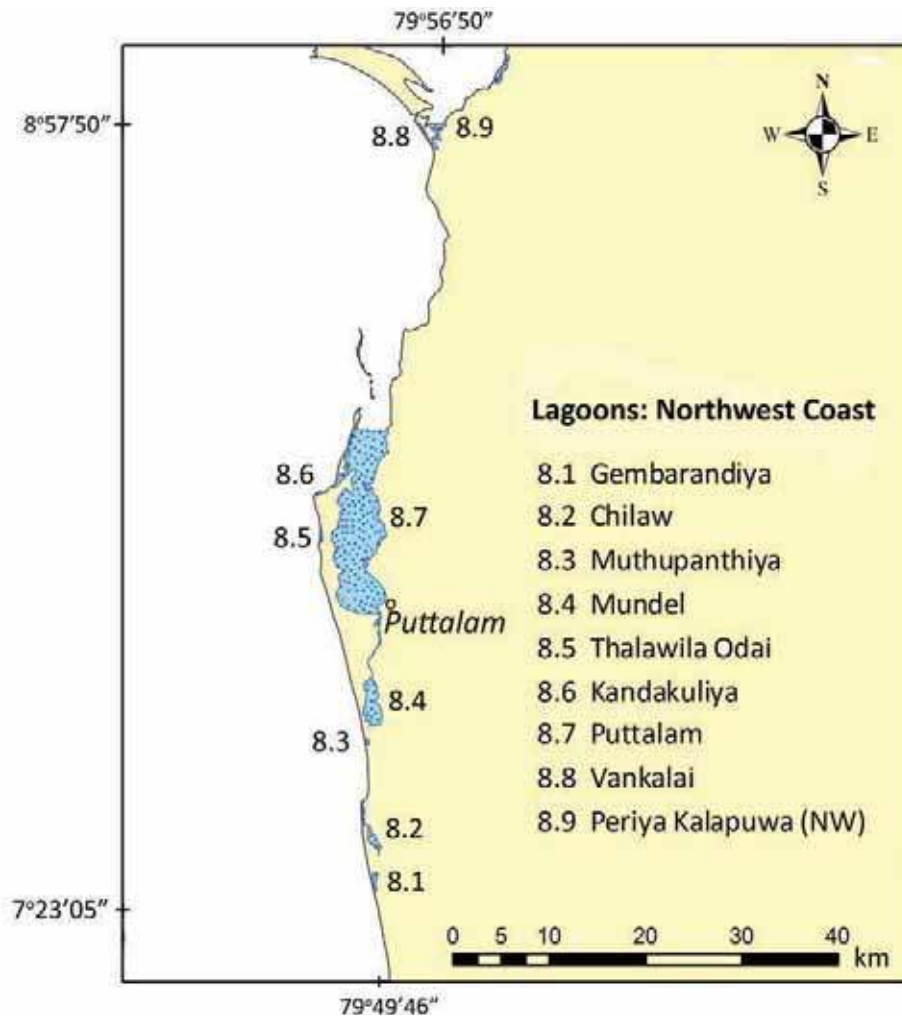 79°56'50"
8°57'50"
N
W E
S
8.8 8.9
Lagoons: Northwest Coast
8.1 Gembarandiya
8.2 Chilaw
8.3 Muthupanthiya
8.4 Mundel
8.5 Thalawila Odai
8.6 Kandakuliya
8.7 Puttalam
8.8 Vankalai
8.9 Periya Kalapuwa (NW)
8.6
8.7
8.5
Puttalam
8.4
8.3
8.2
8.1
7°23'05"
0 5 10 20 30 40
km
79°49'46"